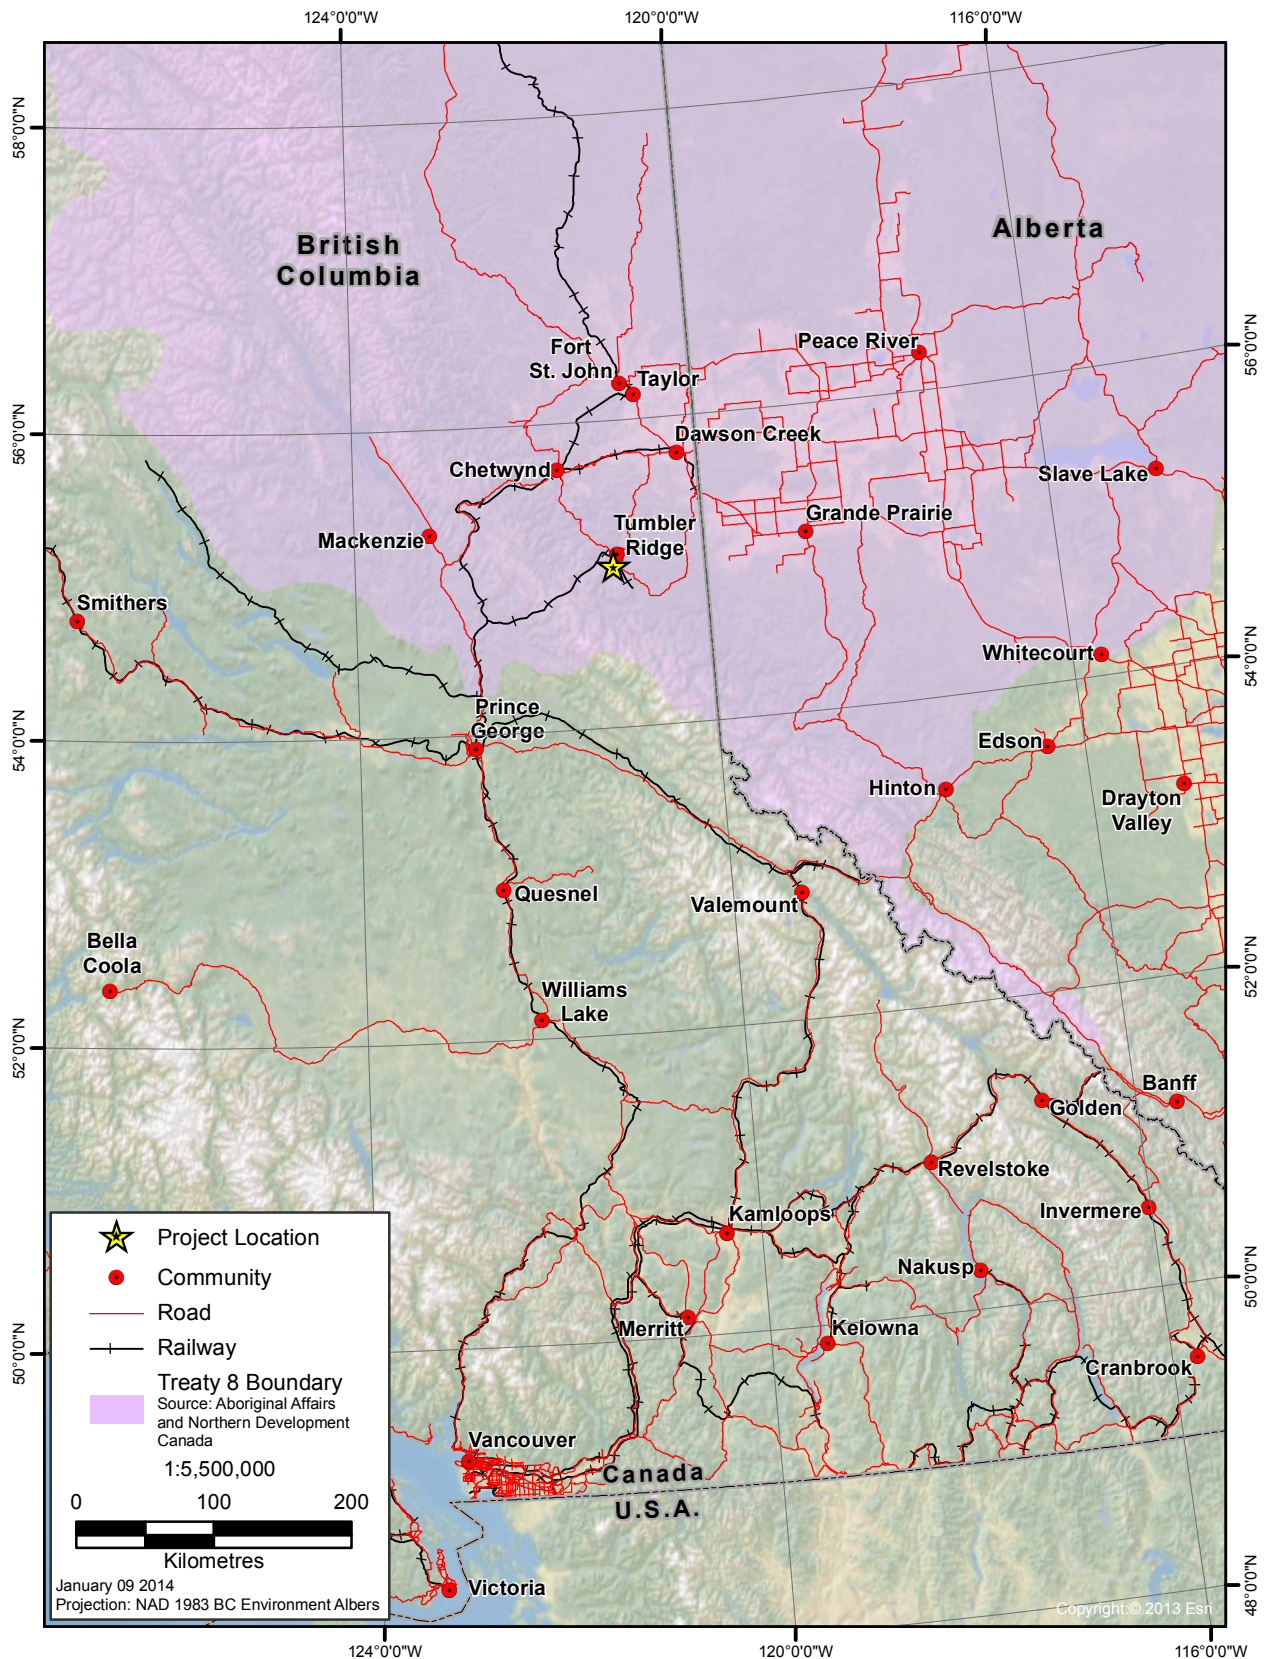 124°0'0"W
120°0'0"W
116°0'0"W
58°0'0"N
56°0'0"N
54°0'0"N
52°0'0"N
50°0'0"N
56°0'0"N
54°0'0"N
52°0'0"N
50°0'0"N
48°0'0"N
British
Columbia
Alberta
Peace River
Fort
St. John
Taylor
Dawson Creek
Chetwynd
Slave Lake
Grande Prairie
Tumbler
Ridge
Mackenzie
Smithers
Whitecourt
Prince
George
Edson
Hinton
Drayton
Valley
Quesnel
Valemount
Bella
Coola
Williams
Lake
Banff
Golden
Revelstoke
Kamloops
Invermere
Nakusp
Merritt
Kelowna
Cranbrook
Vancouver
Canada
U.S.A.
Victoria
Project Location
Community
Road
Railway
Treaty 8 Boundary
Source: Aboriginal Affairs
and Northern Development
Canada
1:5,500,000
0 100 200
Kilometres
January 09 2014
Projection: NAD 1983 BC Environment Albers
Copyright:© 2013 Esri
124°0'0"W
120°0'0"W
116°0'0"W